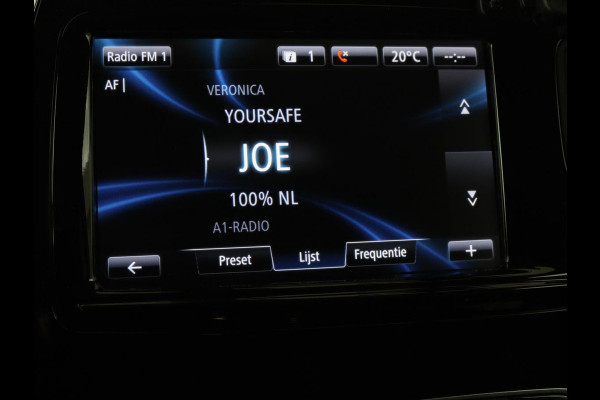 Radio FM 1
1
20°C
--:--
AF
VERONICA
YOURSAFE
JOE
100% NL
A1-RADIO
Preset
Lijst
Frequentie
+